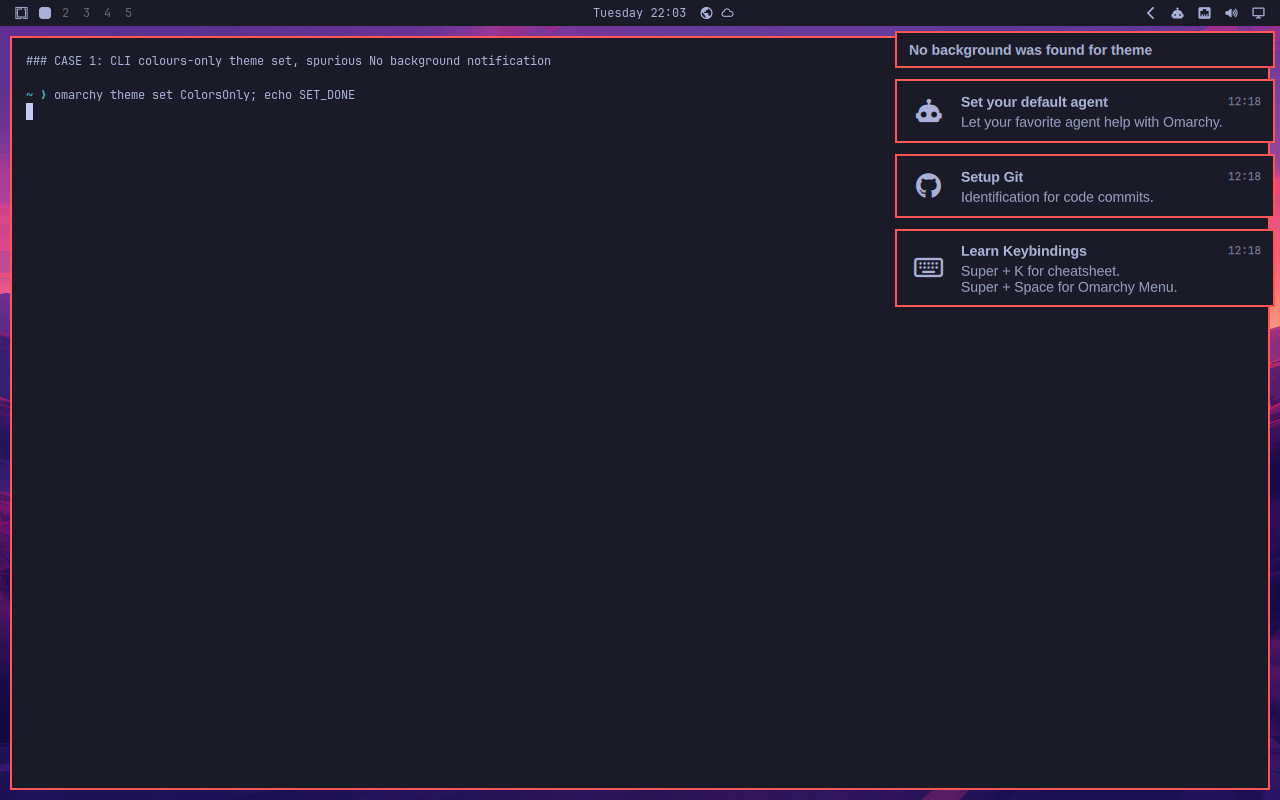 2 3 4 5
Tuesday 22:03
### CASE 1: CLI colours-only theme set, spurious No background notification
~ ❯ omarchy theme set ColorsOnly; echo SET_DONE
No background was found for theme
Set your default agent 12:18
Let your favorite agent help with Omarchy.
Setup Git 12:18
Identification for code commits.
Learn Keybindings 12:18
Super + K for cheatsheet.
Super + Space for Omarchy Menu.